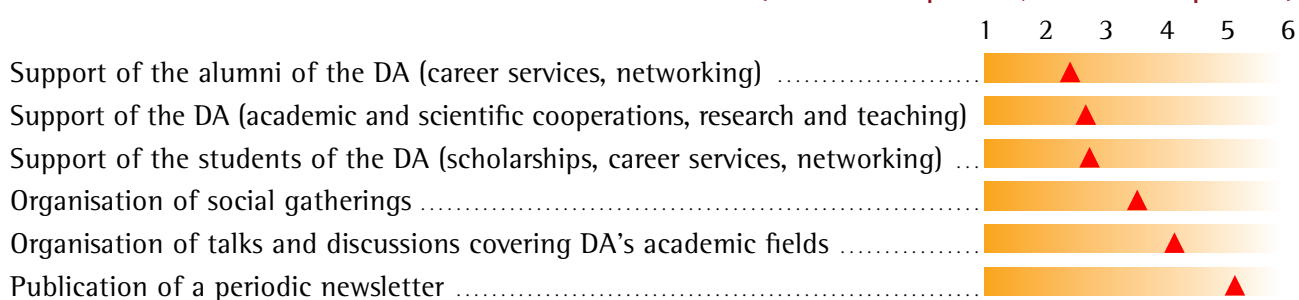 1 2 3 4 5 6
Support of the alumni of the DA (career services, networking) ........................
Support of the DA (academic and scientific cooperations, research and teaching)
Support of the students of the DA (scholarships, career services, networking) ...
Organisation of social gatherings ....................................................................
Organisation of talks and discussions covering DA's academic fields .................
Publication of a periodic newsletter ................................................................